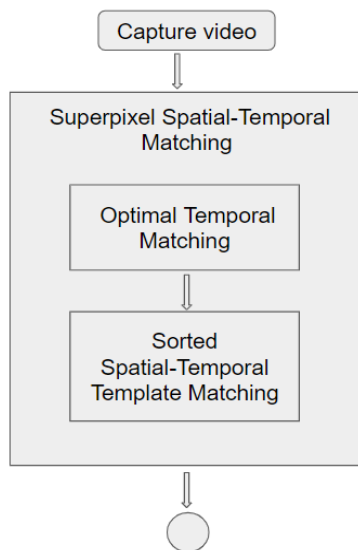 Capture video
Superpixel Spatial-Temporal
Matching
Optimal Temporal
Matching
Sorted
Spatial-Temporal
Template Matching